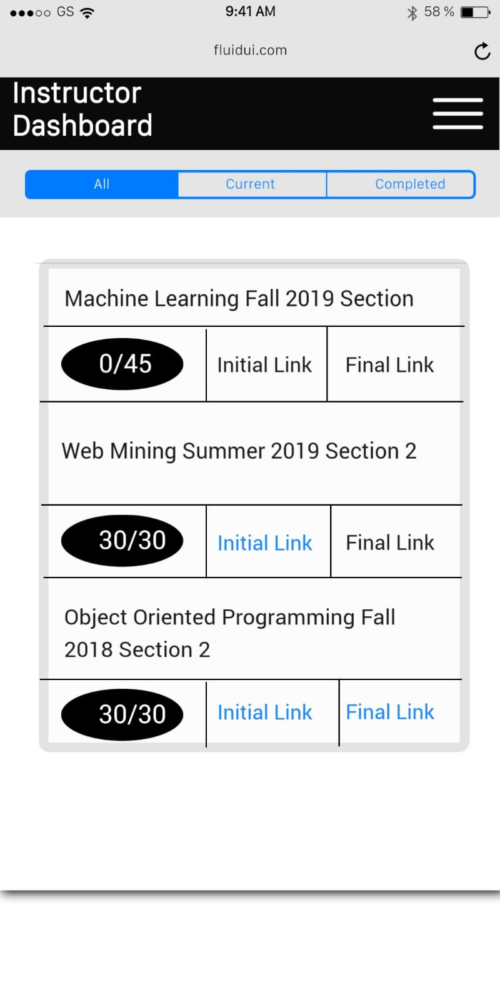 GS 9:41 AM 58 %
fluidui.com
Instructor
Dashboard
All Current Completed
Machine Learning Fall 2019 Section
0/45 Initial Link Final Link
Web Mining Summer 2019 Section 2
30/30 Initial Link Final Link
Object Oriented Programming Fall
2018 Section 2
30/30 Initial Link Final Link